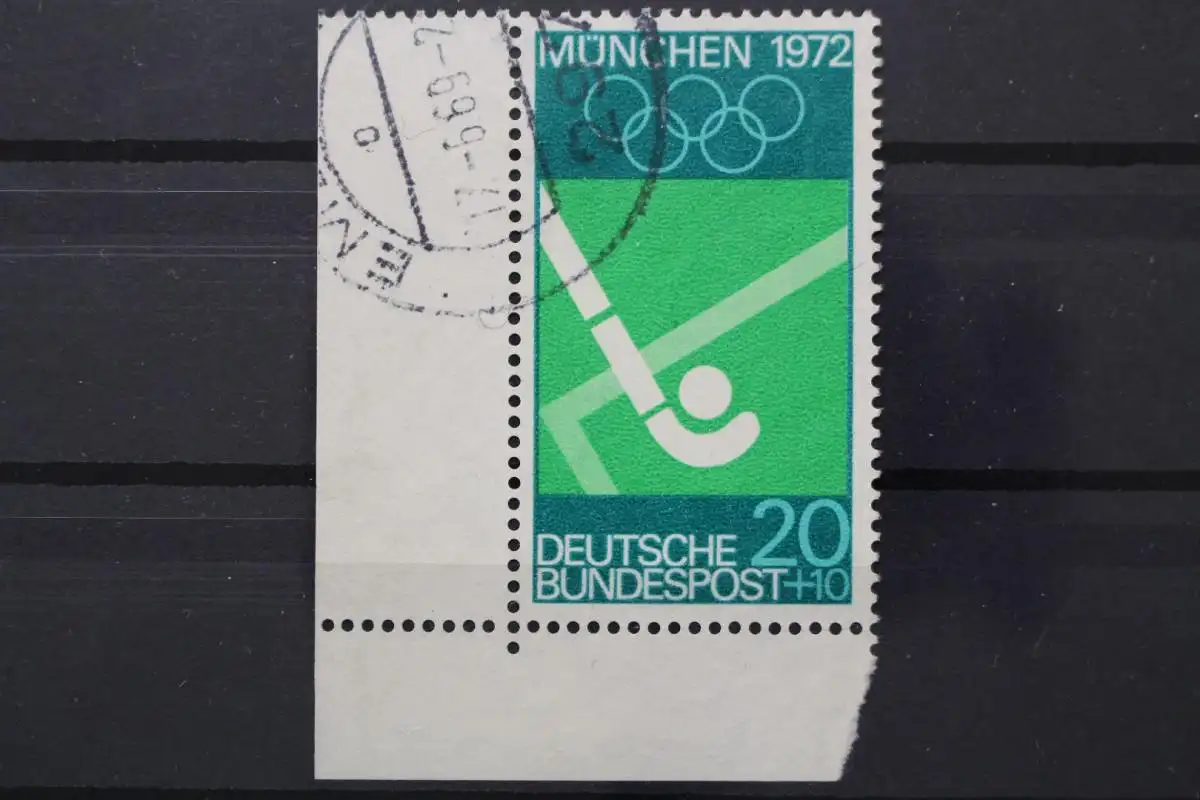 MÜNCHEN 1972
20
DEUTSCHE
BUNDESPOST+10